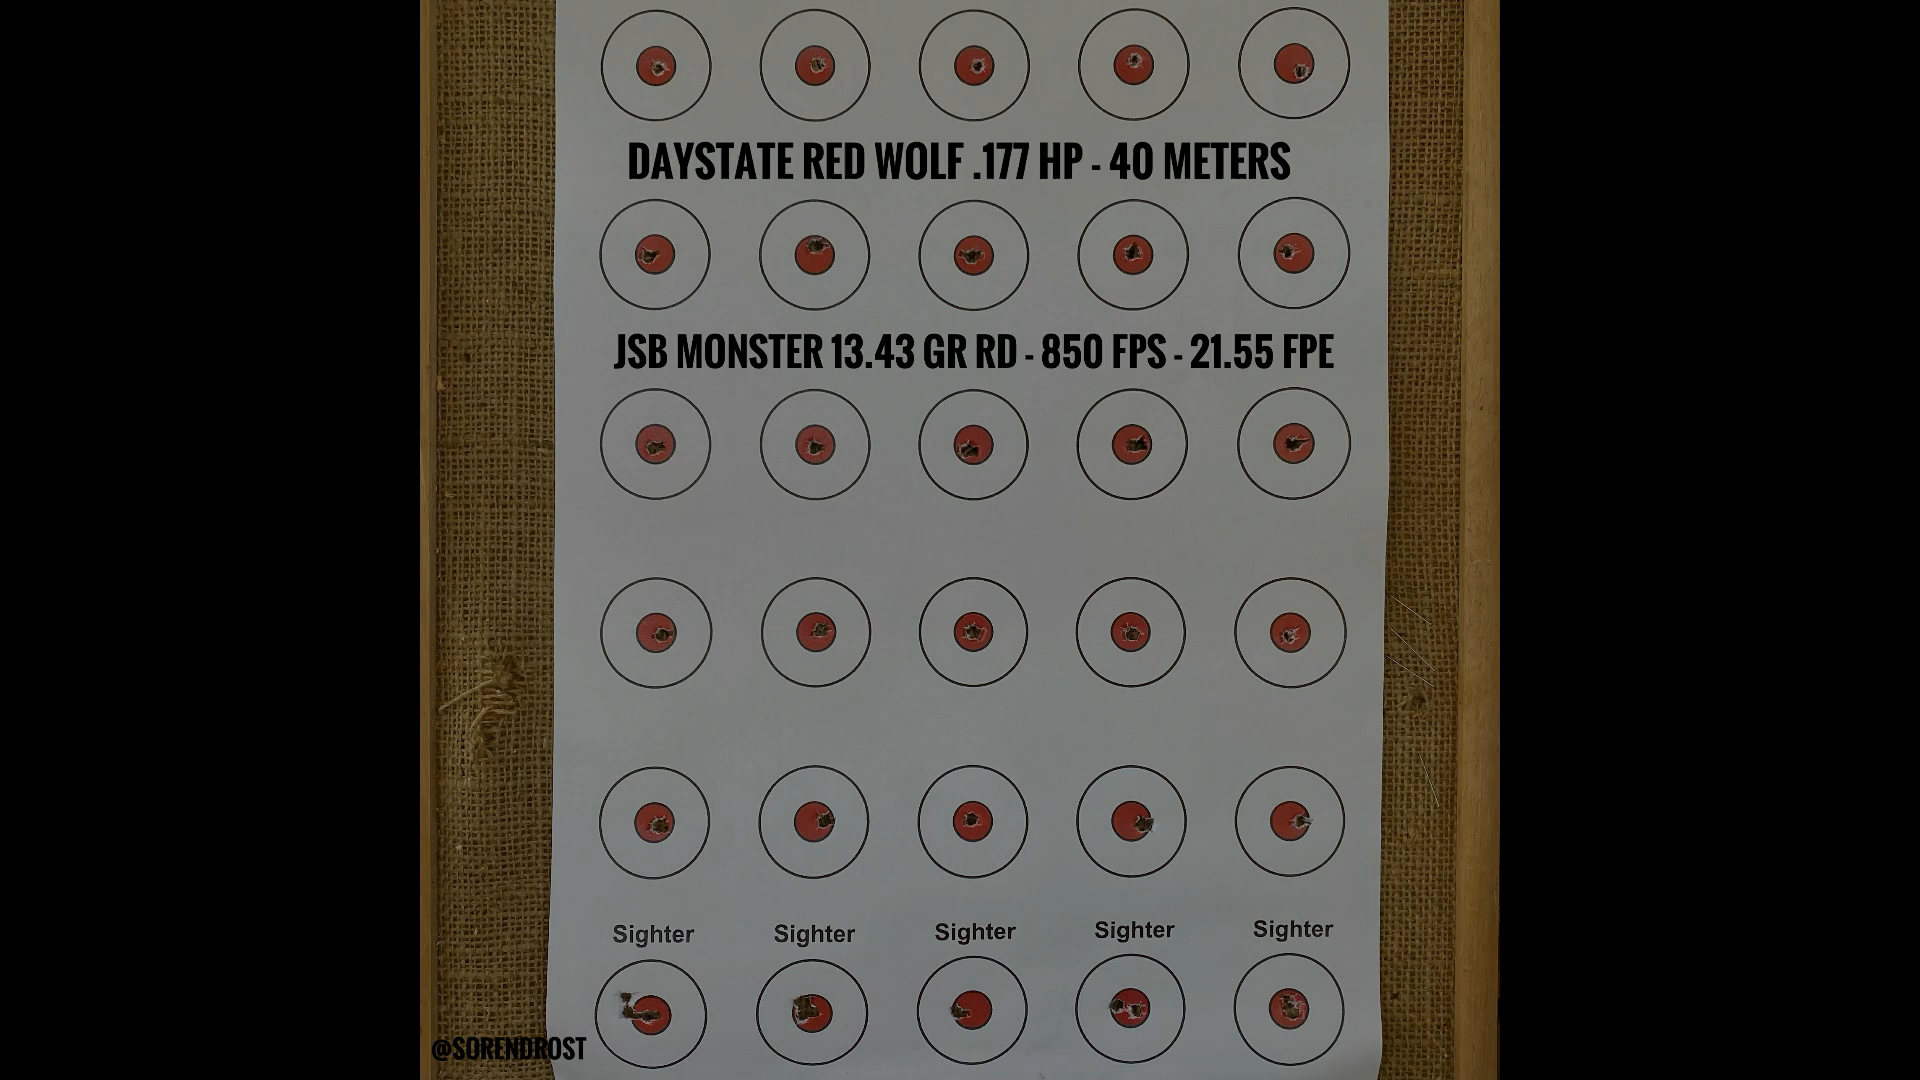 DAYSTATE RED WOLF .177 HP - 40 METERS
JSB MONSTER 13.43 GR RD - 850 FPS - 21.55 FPE
Sighter Sighter Sighter Sighter Sighter
@SORENDROST